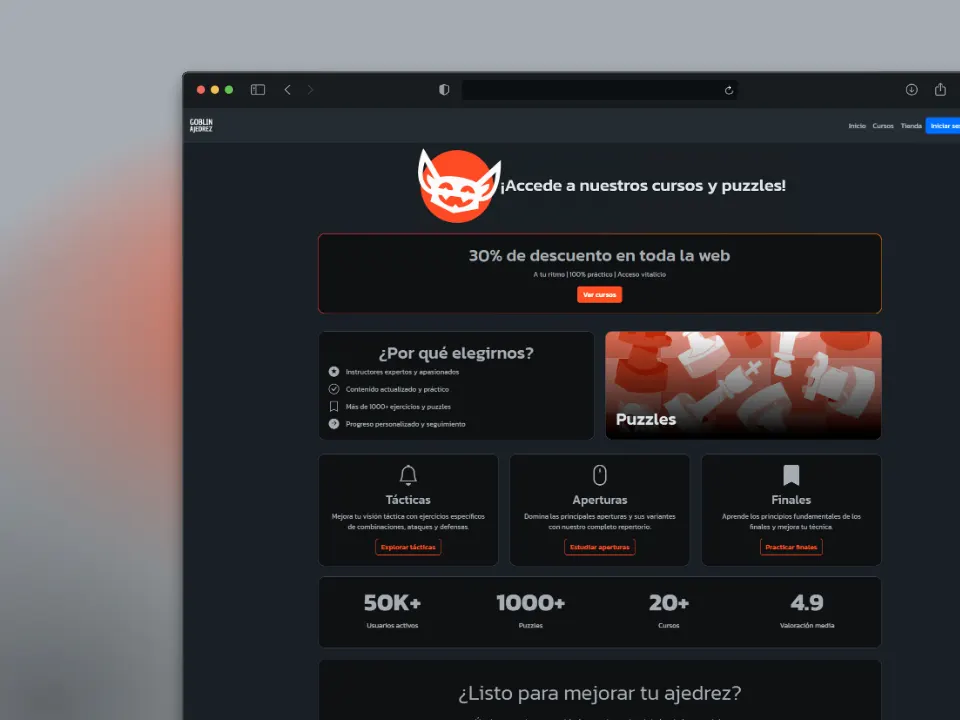 GOBLIN
AJEDREZ
Inicio Cursos Tienda Iniciar se
¡Accede a nuestros cursos y puzzles!
30% de descuento en toda la web
A tu ritmo | 100% práctico | Acceso vitalicio
Ver cursos
¿Por qué elegirnos?
Instructores expertos y apasionados
Contenido actualizado y práctico
Más de 1000+ ejercicios y puzzles
Progreso personalizado y seguimiento
Puzzles
Tácticas
Mejora tu visión táctica con ejercicios específicos
de combinaciones, ataques y defensas.
Explorar tácticas
Aperturas
Domina las principales aperturas y sus variantes
con nuestro completo repertorio.
Estudiar aperturas
Finales
Aprende los principios fundamentales de los
finales y mejora tu técnica.
Practicar finales
50K+ 1000+ 20+ 4.9
Usuarios activos Puzzles Cursos Valoración media
¿Listo para mejorar tu ajedrez?